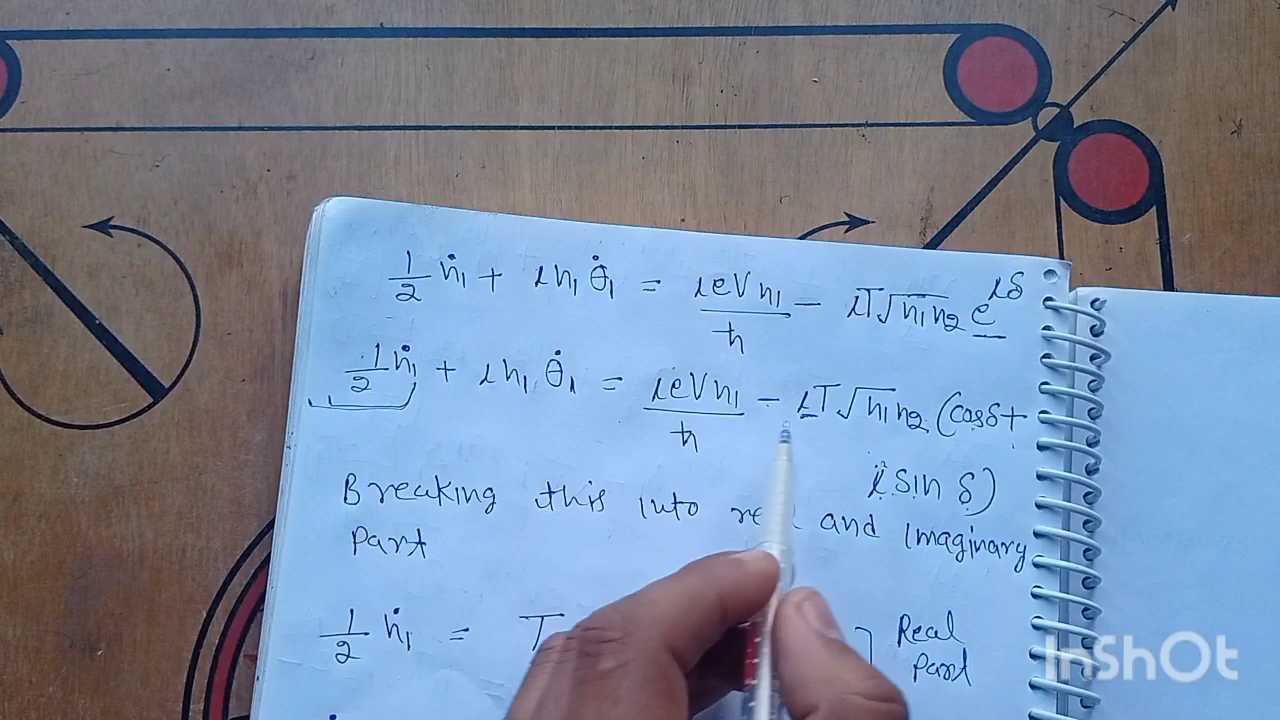 1/2 ṅ₁ + i n₁ θ̇₁ = ieVn₁/ħ − iT√n₁n₂ e^iδ
1/2 ṅ₁ + i n₁ θ̇₁ = ieVn₁/ħ − iT√n₁n₂ (cosδ +
i sin δ)
Breaking this into and Imaginary
Part
1/2 ṅ₁ = T Real
Part
InShOt